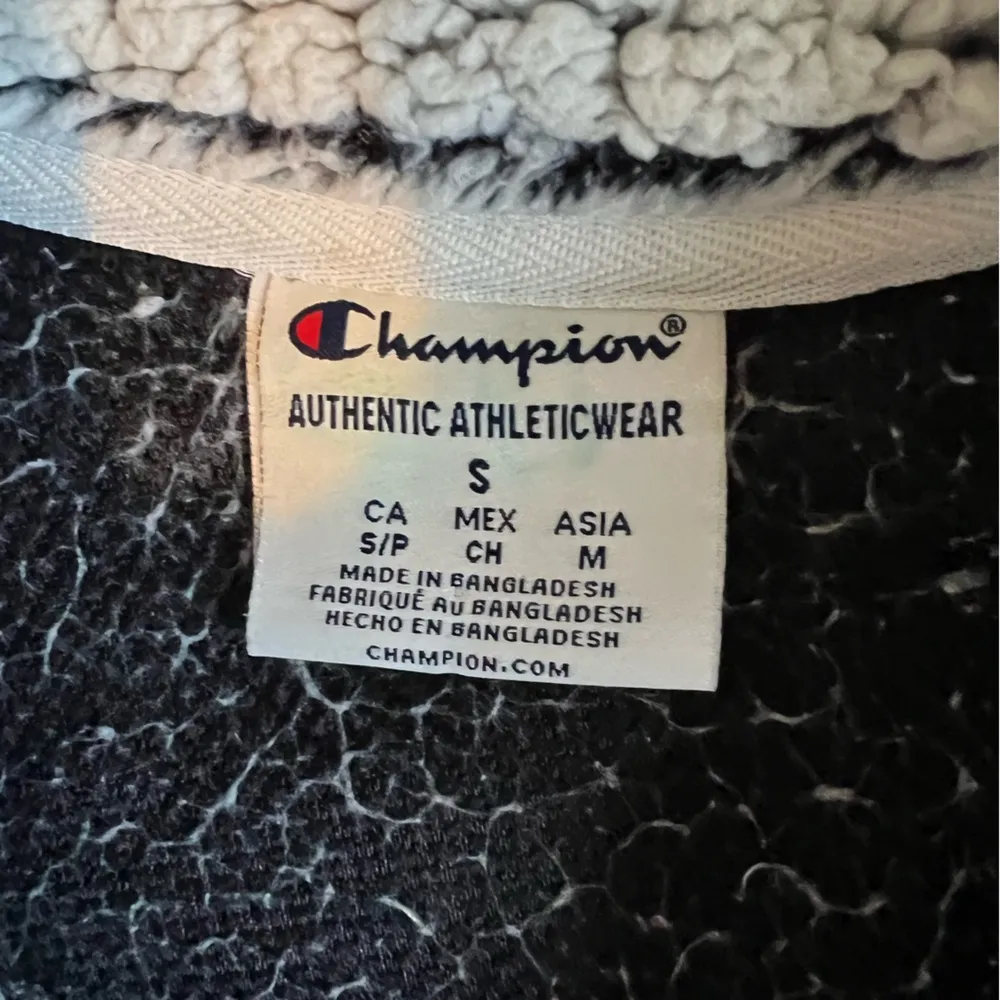 Champion®
AUTHENTIC ATHLETICWEAR
S
CA MEX ASIA
S/P CH M
MADE IN BANGLADESH
FABRIQUÉ AU BANGLADESH
HECHO EN BANGLADESH
CHAMPION.COM